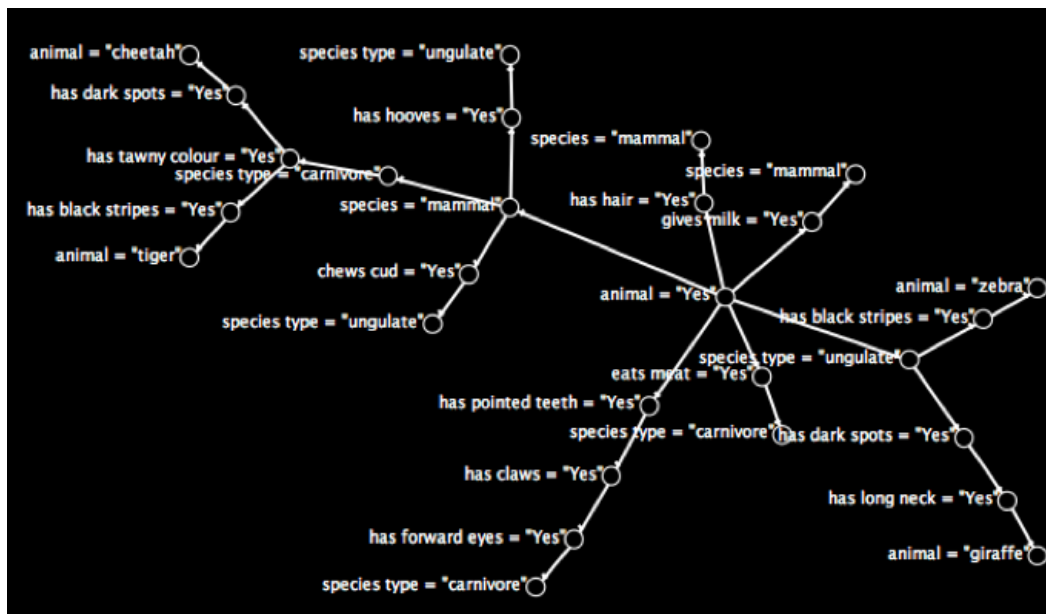 animal = "cheetah"
species type = "ungulate"
has dark spots = "Yes"
has hooves = "Yes"
species = "mammal"
has tawny colour = "Yes"
species type = "carnivore"
species = "mammal"
has hair = "Yes"
species = "mammal"
has black stripes = "Yes"
gives milk = "Yes"
animal = "tiger"
chews cud = "Yes"
animal = "Yes"
animal = "zebra"
species type = "ungulate"
has black stripes = "Yes"
species type = "ungulate"
eats meat = "Yes"
has pointed teeth = "Yes"
species type = "carnivore"
has dark spots = "Yes"
has claws = "Yes"
has long neck = "Yes"
has forward eyes = "Yes"
animal = "giraffe"
species type = "carnivore"